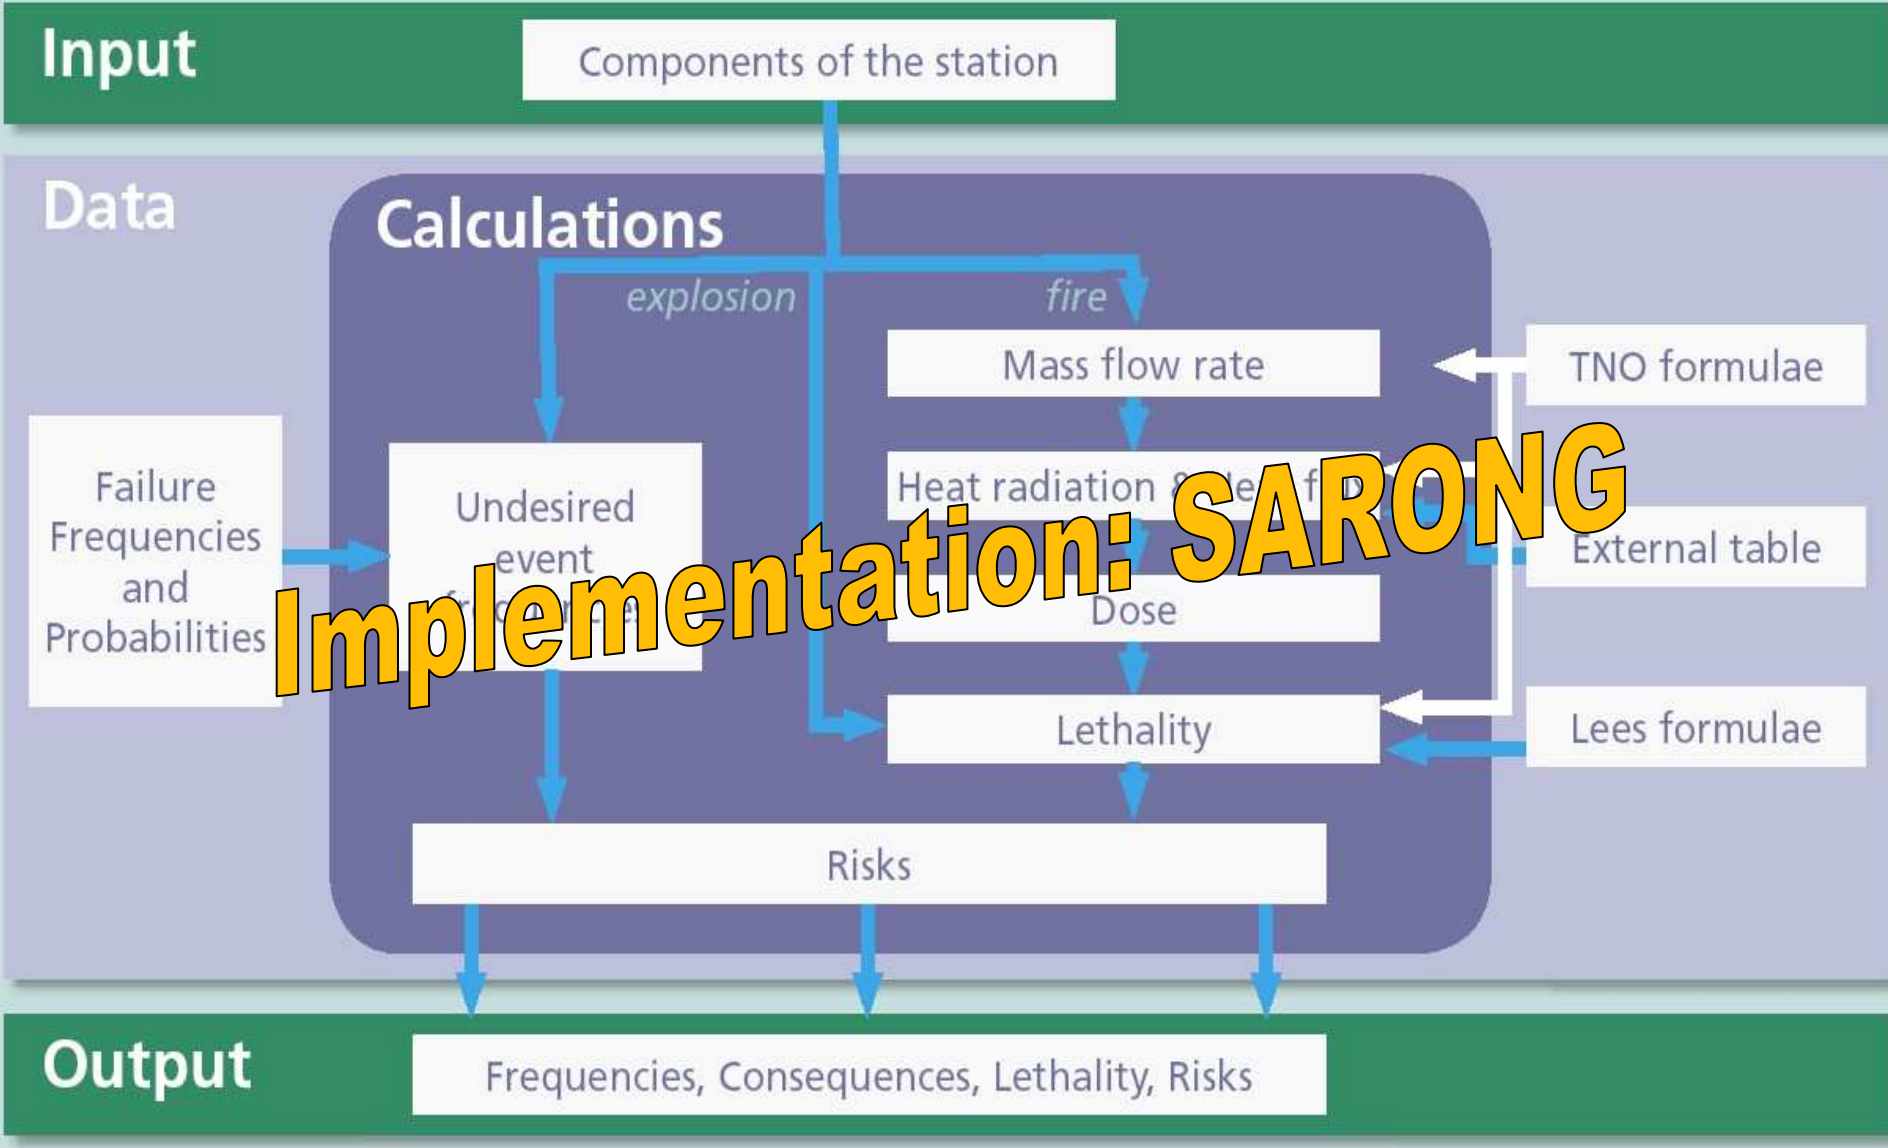 Input
Components of the station
Data
Calculations
explosion
fire
Mass flow rate
TNO formulae
Failure
Frequencies
and
Probabilities
Undesired
event
Heat radiation
External table
Implementation: SARONG
Dose
Lethality
Lees formulae
Risks
Output
Frequencies, Consequences, Lethality, Risks